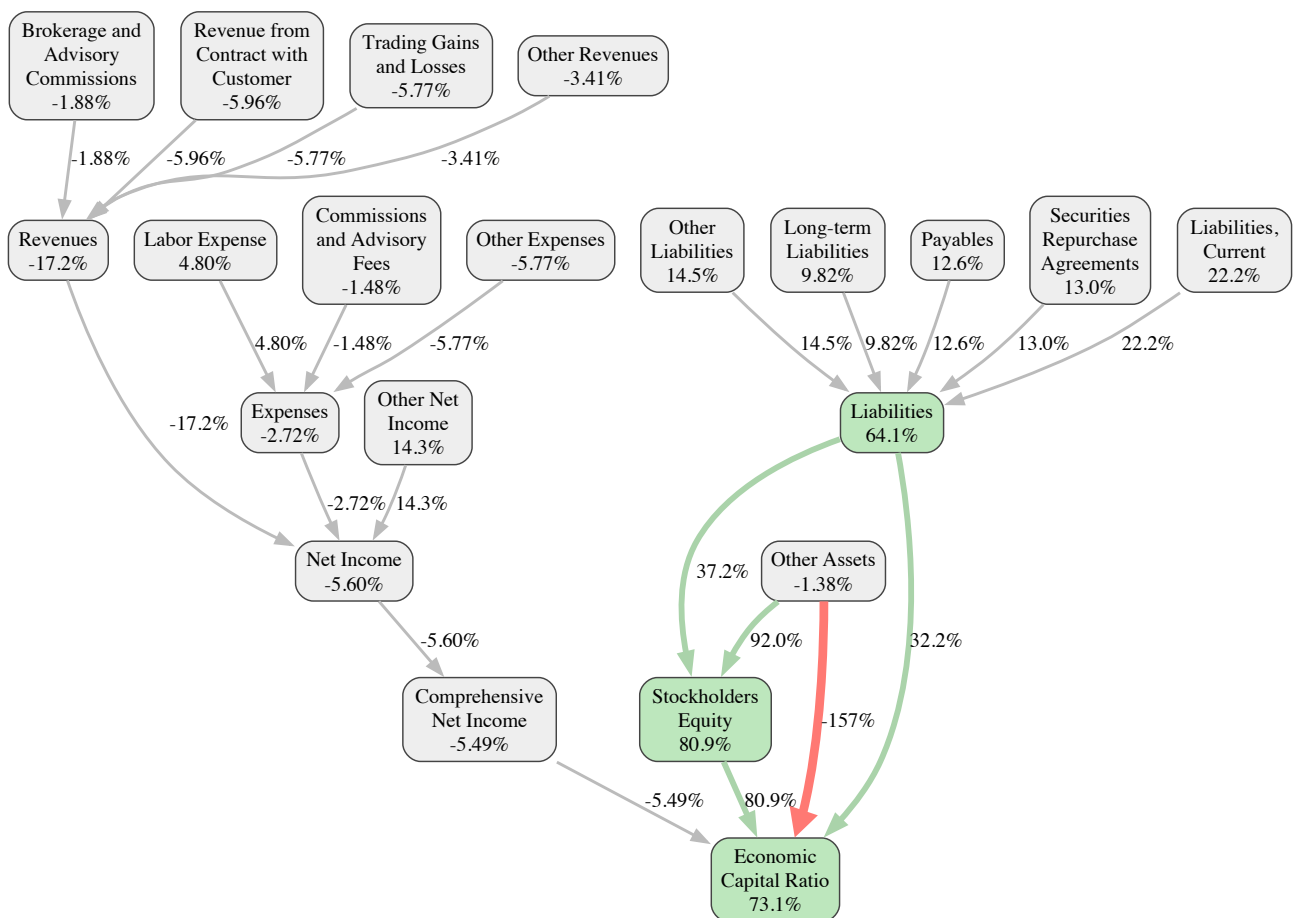 Brokerage and
Advisory
Commissions
-1.88%
Revenue from
Contract with
Customer
-5.96%
Trading Gains
and Losses
-5.77%
Other Revenues
-3.41%
-1.88%
-5.96%
-5.77%
-3.41%
Revenues
-17.2%
Labor Expense
4.80%
Commissions
and Advisory
Fees
-1.48%
Other Expenses
-5.77%
Other
Liabilities
14.5%
Long-term
Liabilities
9.82%
Payables
12.6%
Securities
Repurchase
Agreements
13.0%
Liabilities,
Current
22.2%
4.80%
-1.48%
-5.77%
14.5%
9.82%
12.6%
13.0%
22.2%
-17.2%
Expenses
-2.72%
Other Net
Income
14.3%
Liabilities
64.1%
-2.72%
14.3%
Net Income
-5.60%
37.2%
Other Assets
-1.38%
-5.60%
92.0%
32.2%
Comprehensive
Net Income
-5.49%
Stockholders
Equity
80.9%
-157%
-5.49%
80.9%
Economic
Capital Ratio
73.1%